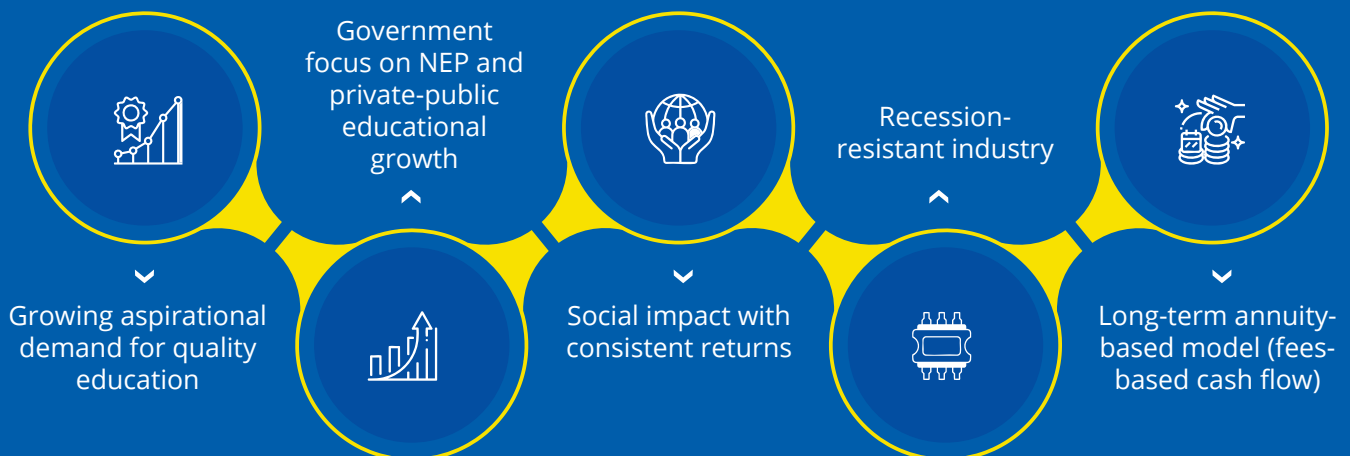 Growing aspirational
demand for quality
education
Government
focus on NEP and
private-public
educational
growth
Social impact with
consistent returns
Recession-
resistant industry
Long-term annuity-
based model (fees-
based cash flow)